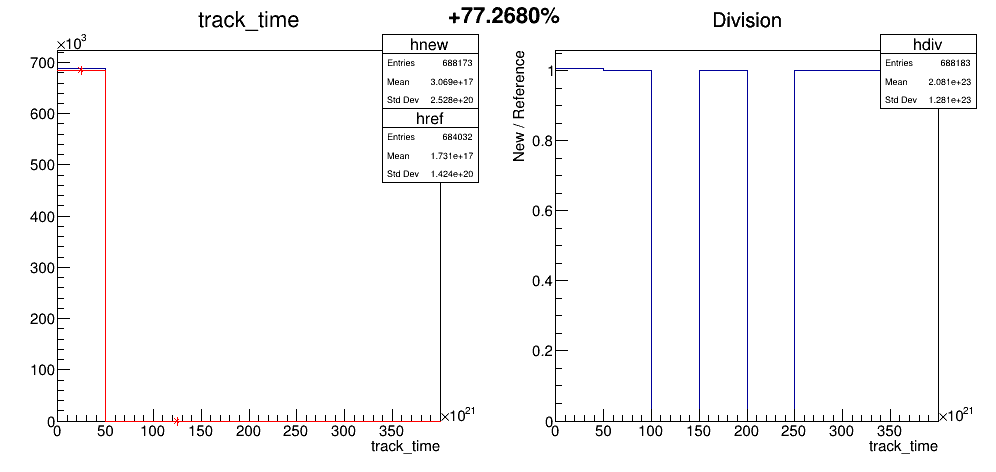 +77.2680%
track_time
×10³
700
600
500
400
300
200
100
0
0 50 100 150 200 250 300 350
×10²¹
track_time
hnew
Entries 688173
Mean 3.069e+17
Std Dev 2.528e+20
href
Entries 684032
Mean 1.731e+17
Std Dev 1.424e+20
Division
New / Reference
1
0.8
0.6
0.4
0.2
0
0 50 100 150 200 250 300 350
×10²¹
track_time
hdiv
Entries 688183
Mean 2.081e+23
Std Dev 1.281e+23